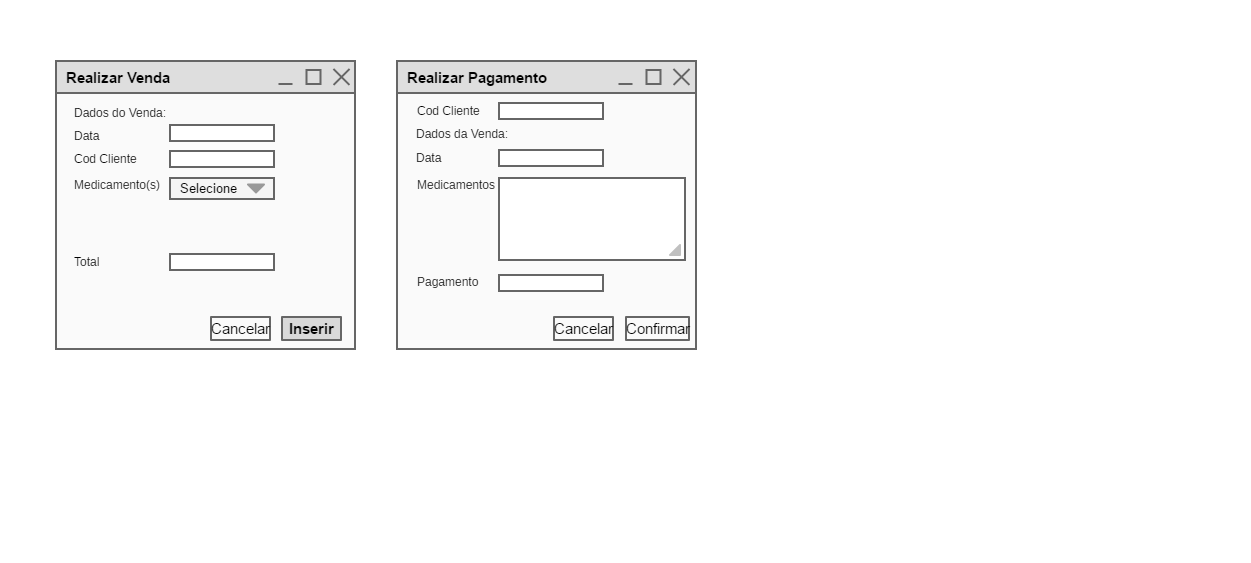 Realizar Venda
Dados do Venda:
Data
Cod Cliente
Medicamento(s)
Selecione
Total
Cancelar
Inserir
Realizar Pagamento
Cod Cliente
Dados da Venda:
Data
Medicamentos
Pagamento
Cancelar
Confirmar